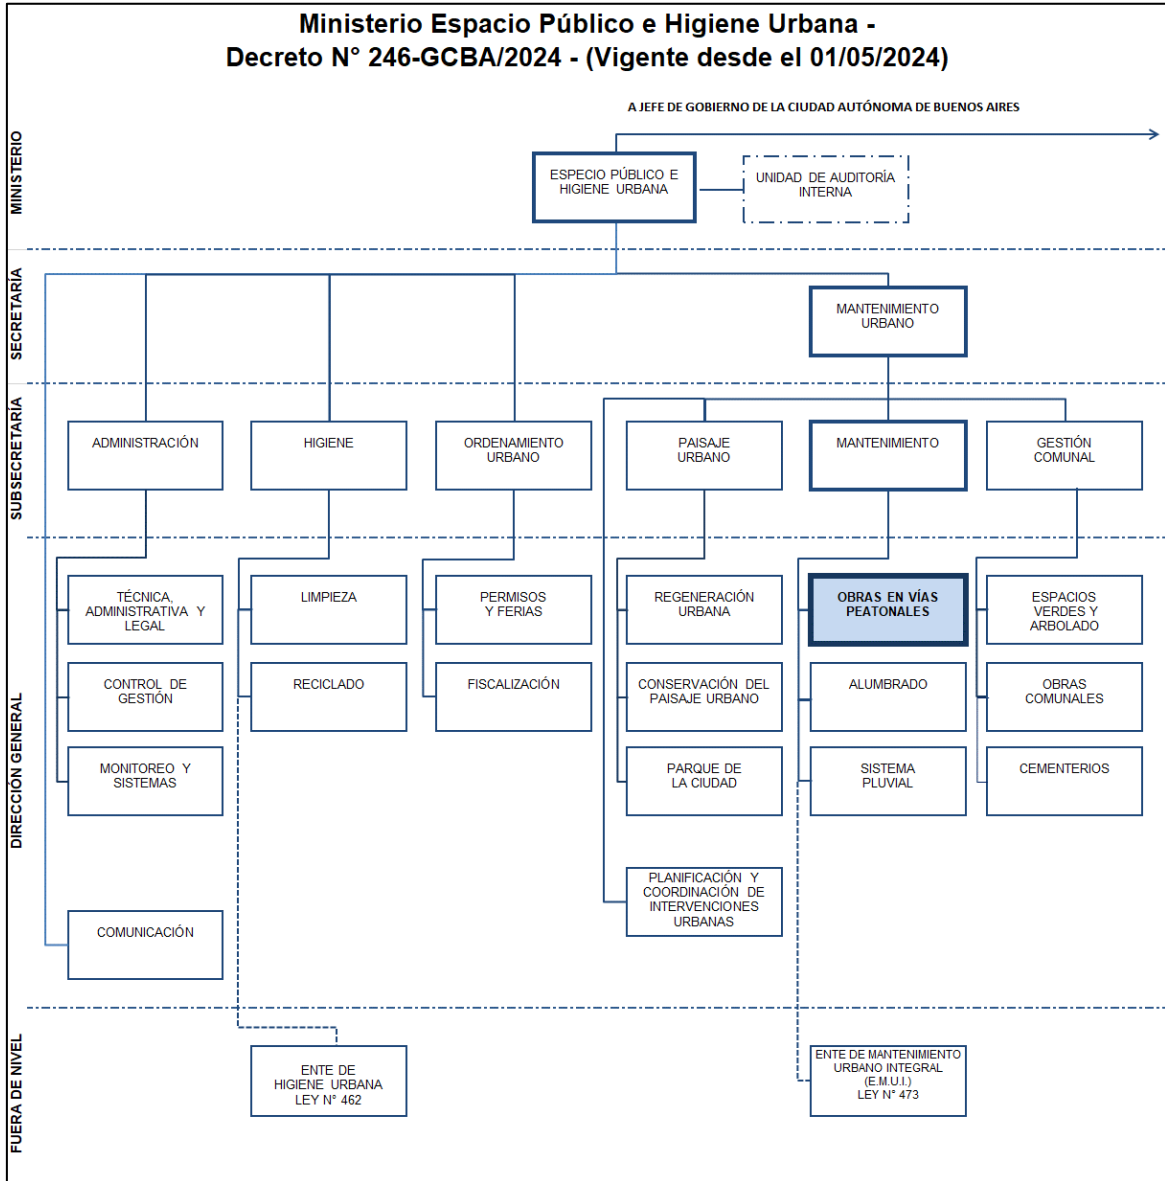 Ministerio Espacio Público e Higiene Urbana -
Decreto N° 246-GCBA/2024 - (Vigente desde el 01/05/2024)
A JEFE DE GOBIERNO DE LA CIUDAD AUTÓNOMA DE BUENOS AIRES
MINISTERIO
ESPECIO PÚBLICO E
HIGIENE URBANA
UNIDAD DE AUDITORÍA
INTERNA
SECRETARÍA
MANTENIMIENTO
URBANO
SUBSECRETARÍA
ADMINISTRACIÓN
HIGIENE
ORDENAMIENTO
URBANO
PAISAJE
URBANO
MANTENIMIENTO
GESTIÓN
COMUNAL
DIRECCIÓN GENERAL
TÉCNICA,
ADMINISTRATIVA Y
LEGAL
LIMPIEZA
PERMISOS
Y FERIAS
REGENERACIÓN
URBANA
OBRAS EN VÍAS
PEATONALES
ESPACIOS
VERDES Y
ARBOLADO
CONTROL DE
GESTIÓN
RECICLADO
FISCALIZACIÓN
CONSERVACIÓN DEL
PAISAJE URBANO
ALUMBRADO
OBRAS
COMUNALES
MONITOREO Y
SISTEMAS
PARQUE DE
LA CIUDAD
SISTEMA
PLUVIAL
CEMENTERIOS
PLANIFICACIÓN Y
COORDINACIÓN DE
INTERVENCIONES
URBANAS
COMUNICACIÓN
FUERA DE NIVEL
ENTE DE
HIGIENE URBANA
LEY N° 462
ENTE DE MANTENIMIENTO
URBANO INTEGRAL
(E.M.U.I.)
LEY N° 473